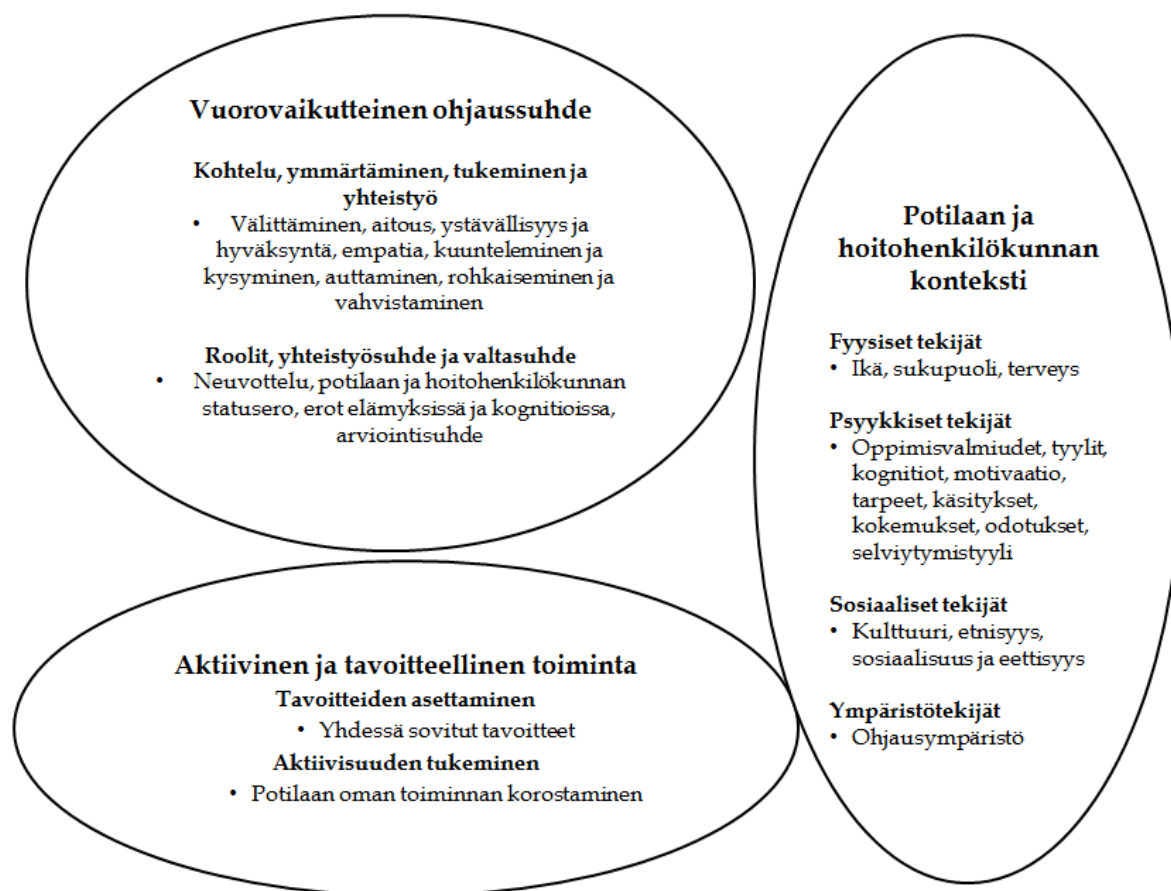 Vuorovaikutteinen ohjaussuhde
Kohtelu, ymmärtäminen, tukeminen ja
yhteistyö
• Välittäminen, aitous, ystävällisyys ja
hyväksyntä, empatia, kuunteleminen ja
kysyminen, auttaminen, rohkaiseminen ja
vahvistaminen
Roolit, yhteistyösuhde ja valtasuhde
• Neuvottelu, potilaan ja hoitohenkilökunnan
statusero, erot elämyksissä ja kognitioissa,
arviointisuhde
Aktiivinen ja tavoitteellinen toiminta
Tavoitteiden asettaminen
• Yhdessä sovitut tavoitteet
Aktiivisuuden tukeminen
• Potilaan oman toiminnan korostaminen
Potilaan ja
hoitohenkilökunnan
konteksti
Fyysiset tekijät
• Ikä, sukupuoli, terveys
Psyykkiset tekijät
• Oppimisvalmiudet, tyylit,
kognitiot, motivaatio,
tarpeet, käsitykset,
kokemukset, odotukset,
selviytymistyyli
Sosiaaliset tekijät
• Kulttuuri, etnisyys,
sosiaalisuus ja eettisyys
Ympäristötekijät
• Ohjausympäristö